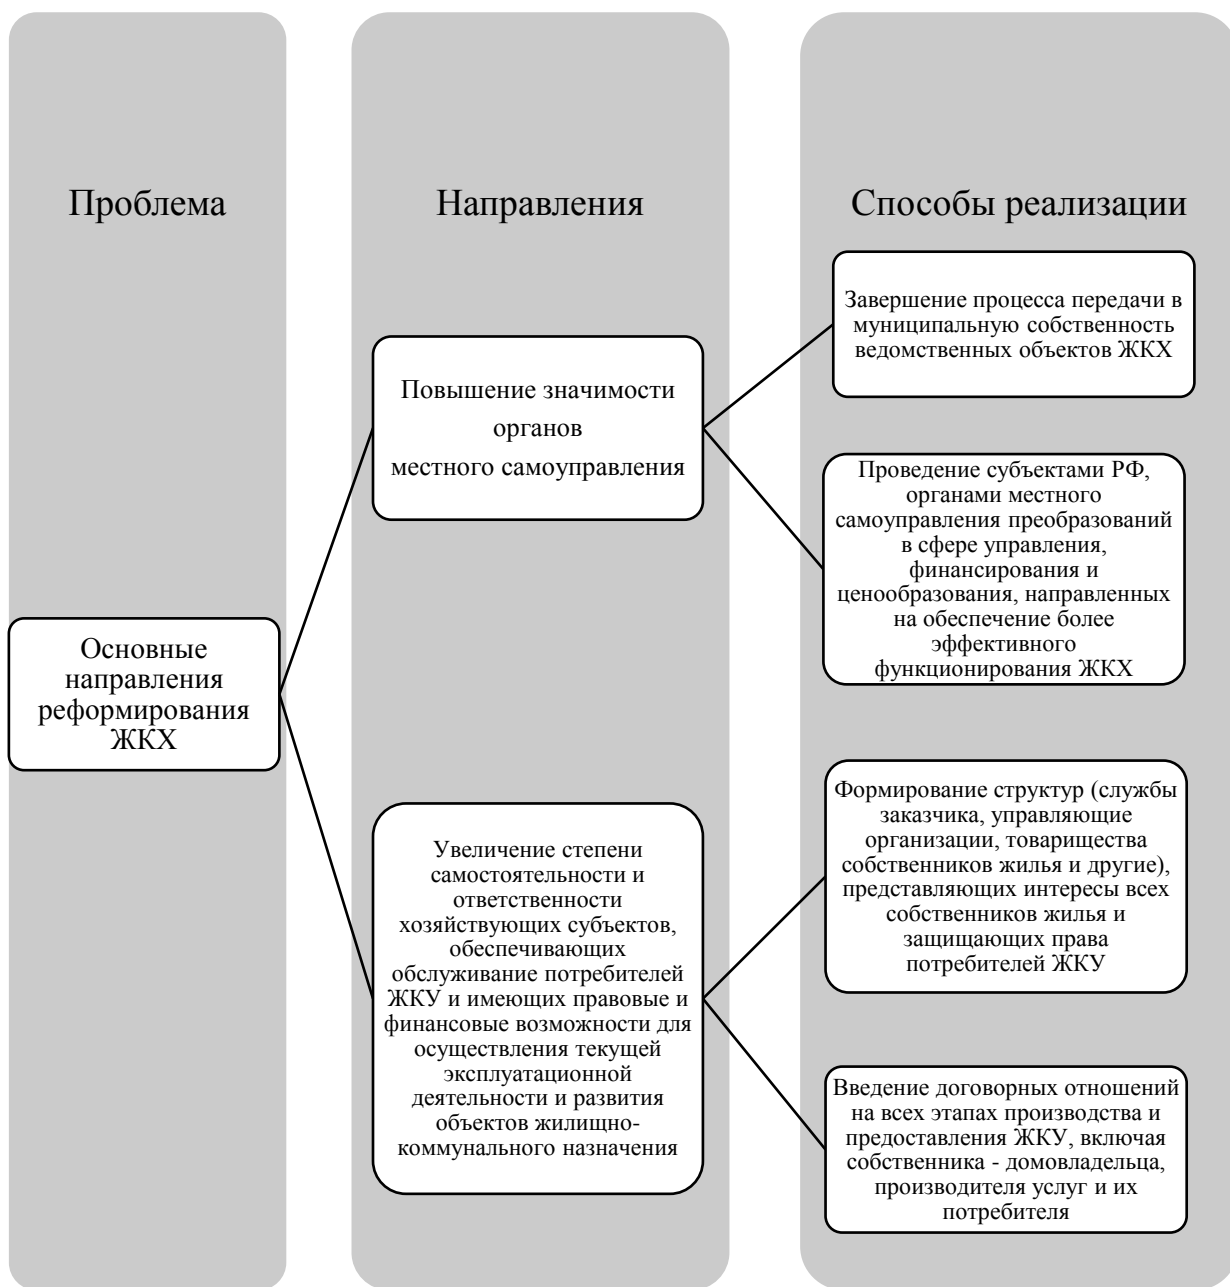 Проблема
Направления
Способы реализации
Основные
направления
реформирования
ЖКХ
Повышение значимости
органов
местного самоуправления
Увеличение степени
самостоятельности и
ответственности
хозяйствующих субъектов,
обеспечивающих
обслуживание потребителей
ЖКУ и имеющих правовые и
финансовые возможности для
осуществления текущей
эксплуатационной
деятельности и развития
объектов жилищно-
коммунального назначения
Завершение процесса передачи в
муниципальную собственность
ведомственных объектов ЖКХ
Проведение субъектами РФ,
органами местного
самоуправления преобразований
в сфере управления,
финансирования и
ценообразования, направленных
на обеспечение более
эффективного
функционирования ЖКХ
Формирование структур (службы
заказчика, управляющие
организации, товарищества
собственников жилья и другие),
представляющих интересы всех
собственников жилья и
защищающих права
потребителей ЖКУ
Введение договорных отношений
на всех этапах производства и
предоставления ЖКУ, включая
собственника - домовладельца,
производителя услуг и их
потребителя